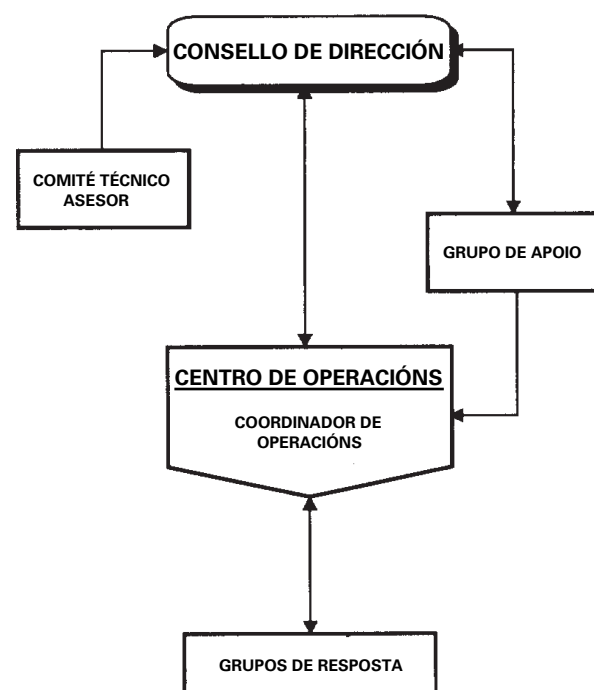 CONSELLO DE DIRECCIÓN
COMITÉ TÉCNICO
ASESOR
GRUPO DE APOIO
CENTRO DE OPERACIÓNS
COORDINADOR DE
OPERACIÓNS
GRUPOS DE RESPOSTA